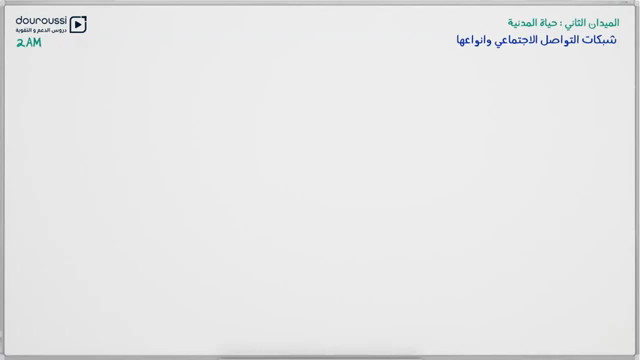 douroussi
دروس الدعم و التقوية
2AM
الميدان الثاني : حياة المدنية
شبكات التواصل الاجتماعي وانواعها